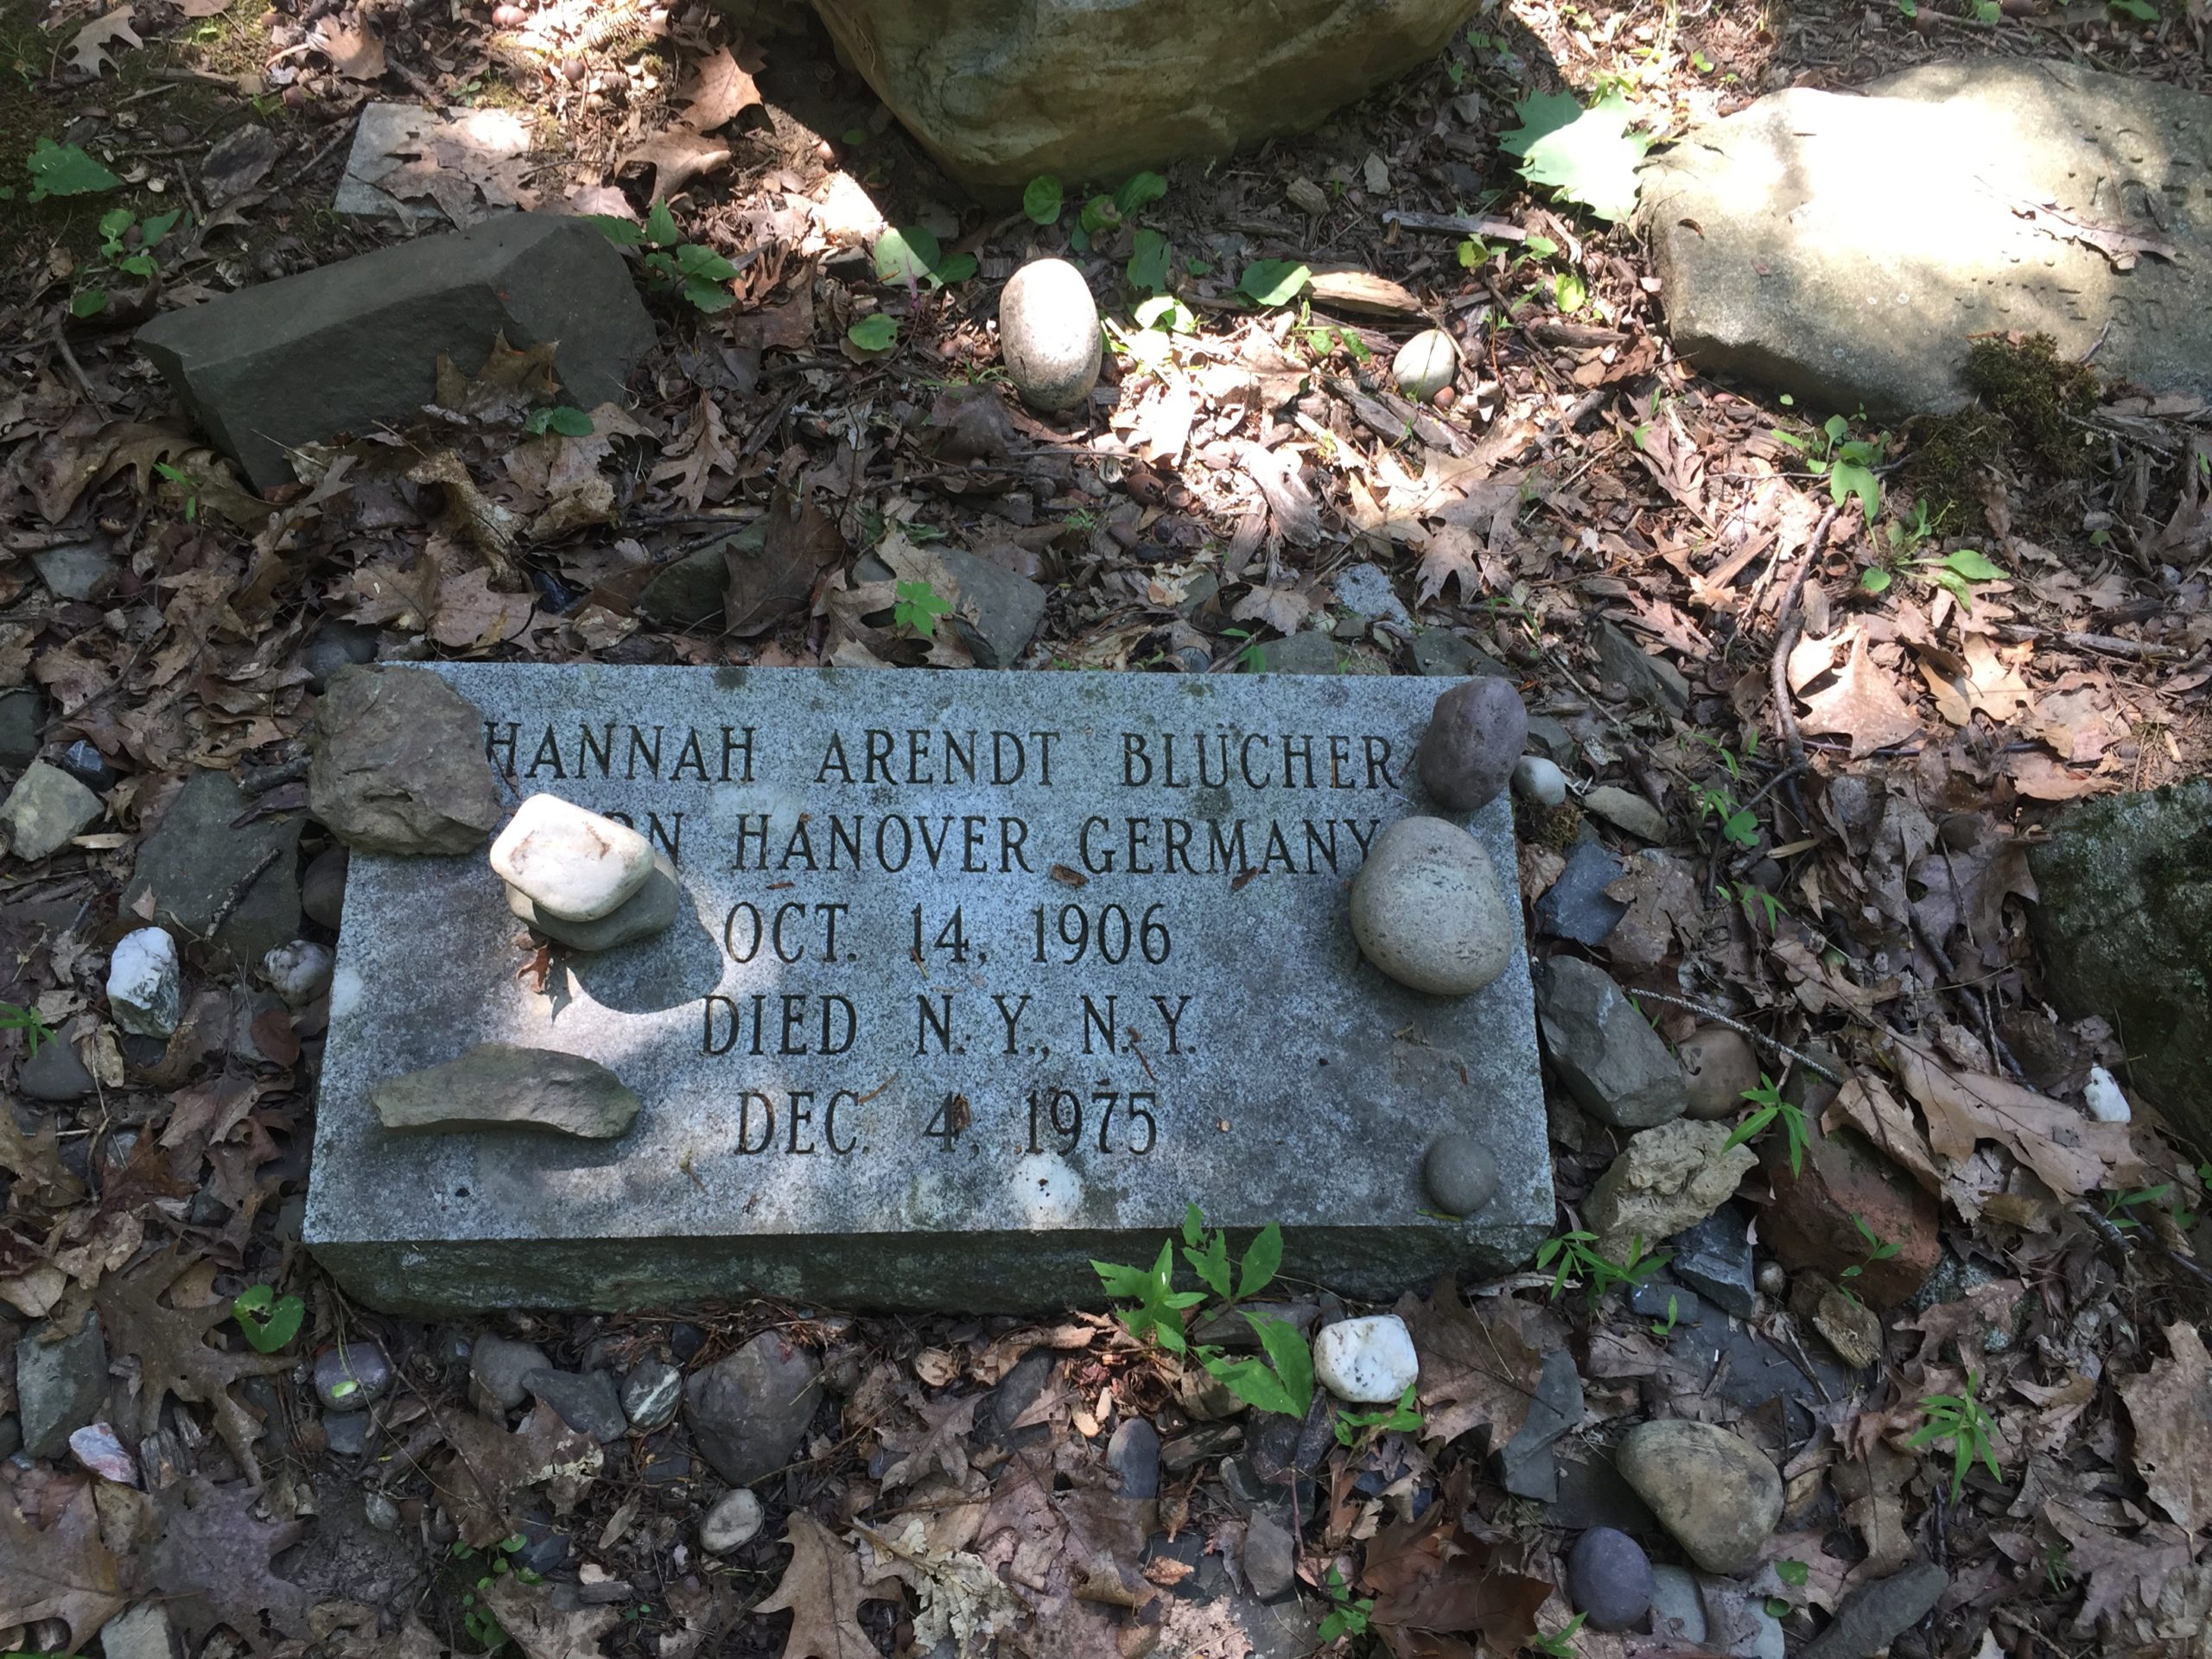 HANNAH ARENDT BLÜCHER
HANOVER GERMANY
OCT. 14, 1906
DIED N.Y., N.Y.
DEC. 4, 1975